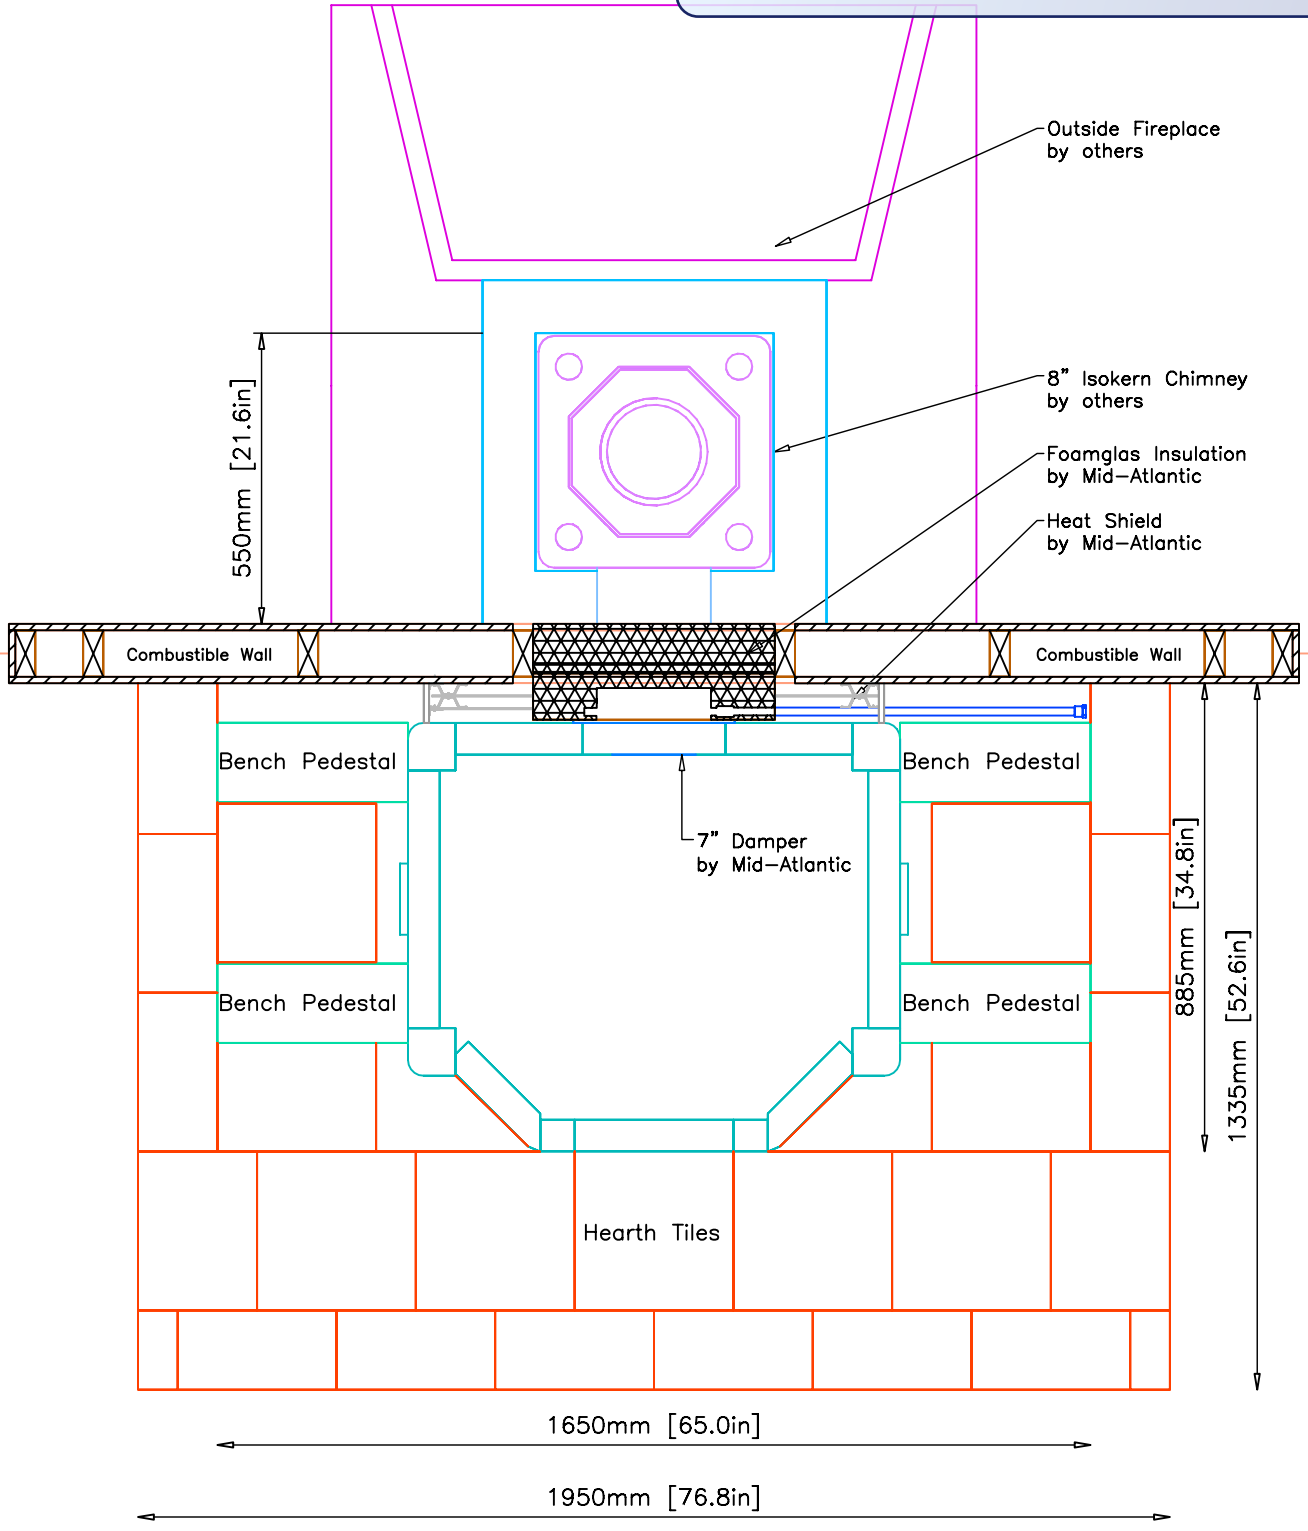 Outside Fireplace
by others
8" Isokern Chimney
by others
550mm [21.6in]
Foamglas Insulation
by Mid-Atlantic
Heat Shield
by Mid-Atlantic
Combustible Wall
Combustible Wall
Bench Pedestal
Bench Pedestal
7" Damper
by Mid-Atlantic
885mm [34.8in]
1335mm [52.6in]
Bench Pedestal
Bench Pedestal
Hearth Tiles
1650mm [65.0in]
1950mm [76.8in]